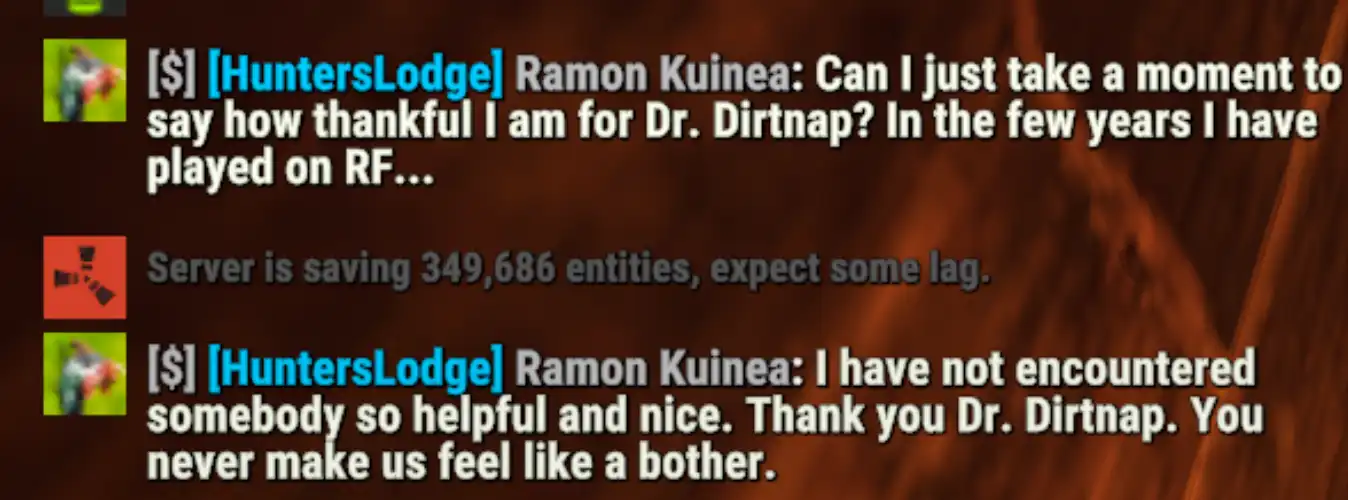 [$] [HuntersLodge] Ramon Kuinea: Can I just take a moment to
say how thankful I am for Dr. Dirtnap? In the few years I have
played on RF...
Server is saving 349,686 entities, expect some lag.
[$] [HuntersLodge] Ramon Kuinea: I have not encountered
somebody so helpful and nice. Thank you Dr. Dirtnap. You
never make us feel like a bother.